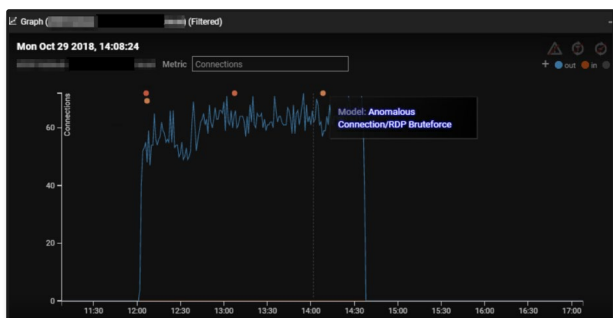 Graph (
) (Filtered)
Mon Oct 29 2018, 14:08:24
Metric Connections
+ out in
Connections
Model: Anomalous
Connection/RDP Bruteforce
60
40
20
0
11:30 12:00 12:30 13:00 13:30 14:00 14:30 15:00 15:30 16:00 16:30 17:00